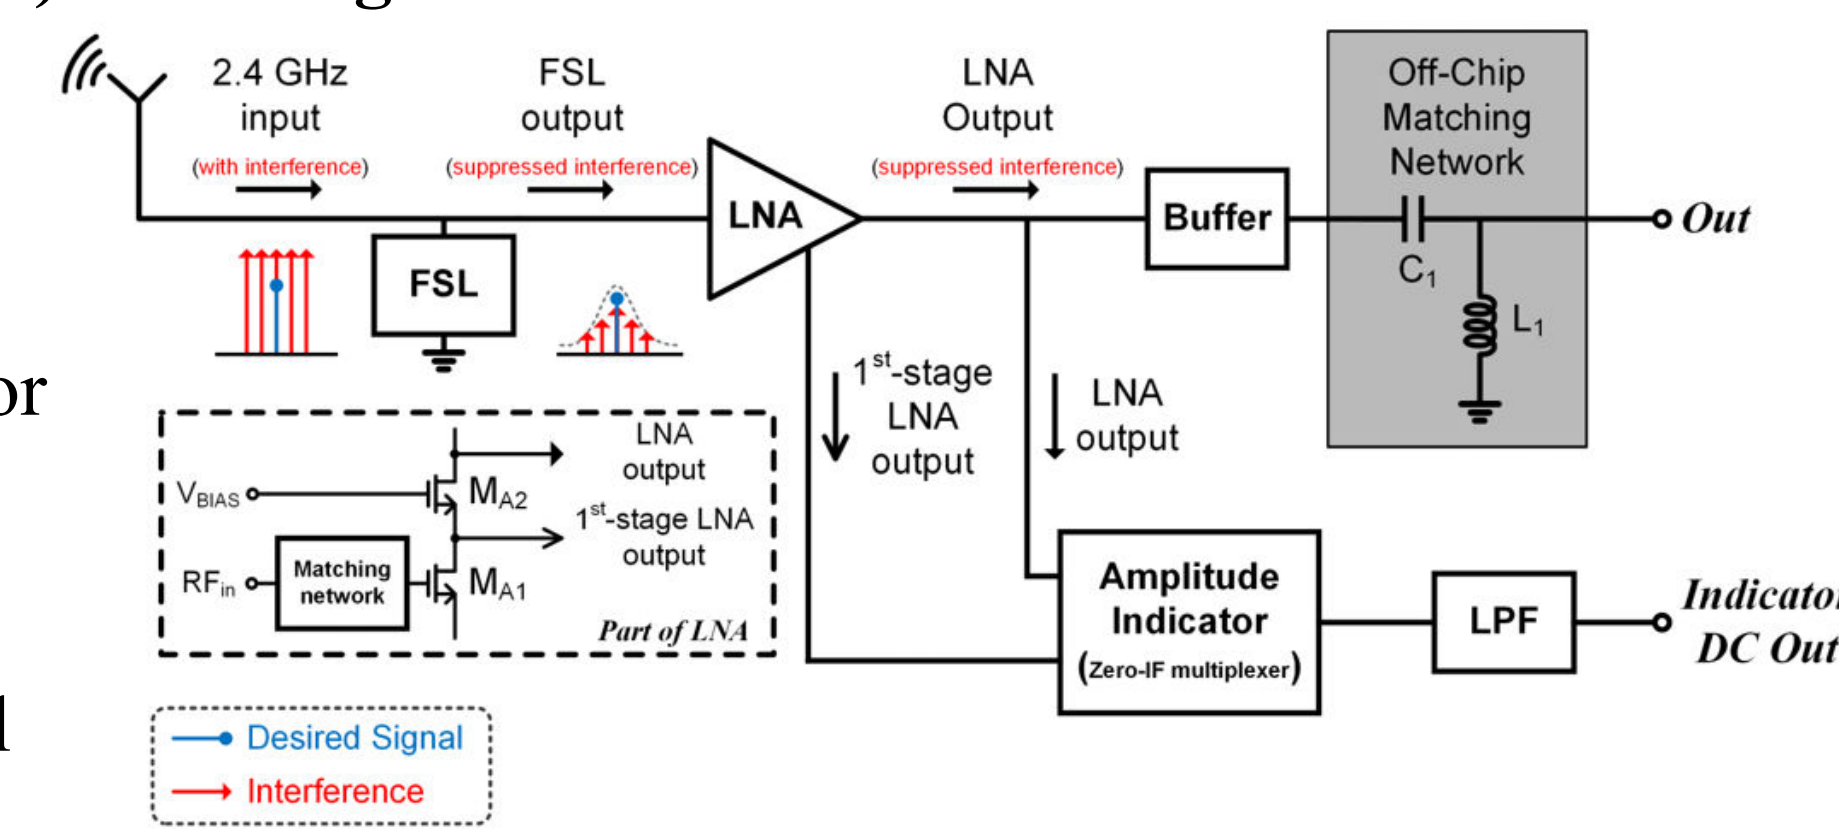 2.4 GHz
input
(with interference)
FSL
output
(suppressed interference)
LNA
Output
(suppressed interference)
Off-Chip
Matching
Network
LNA
Buffer
Out
FSL
C1
L1
1st-stage
LNA
output
LNA
output
or
LNA
output
VBIAS
MA2
1st-stage LNA
output
RFin
Matching
network
MA1
Part of LNA
Amplitude
Indicator
(Zero-IF multiplexer)
LPF
Indicator
DC Out
l
Desired Signal
Interference